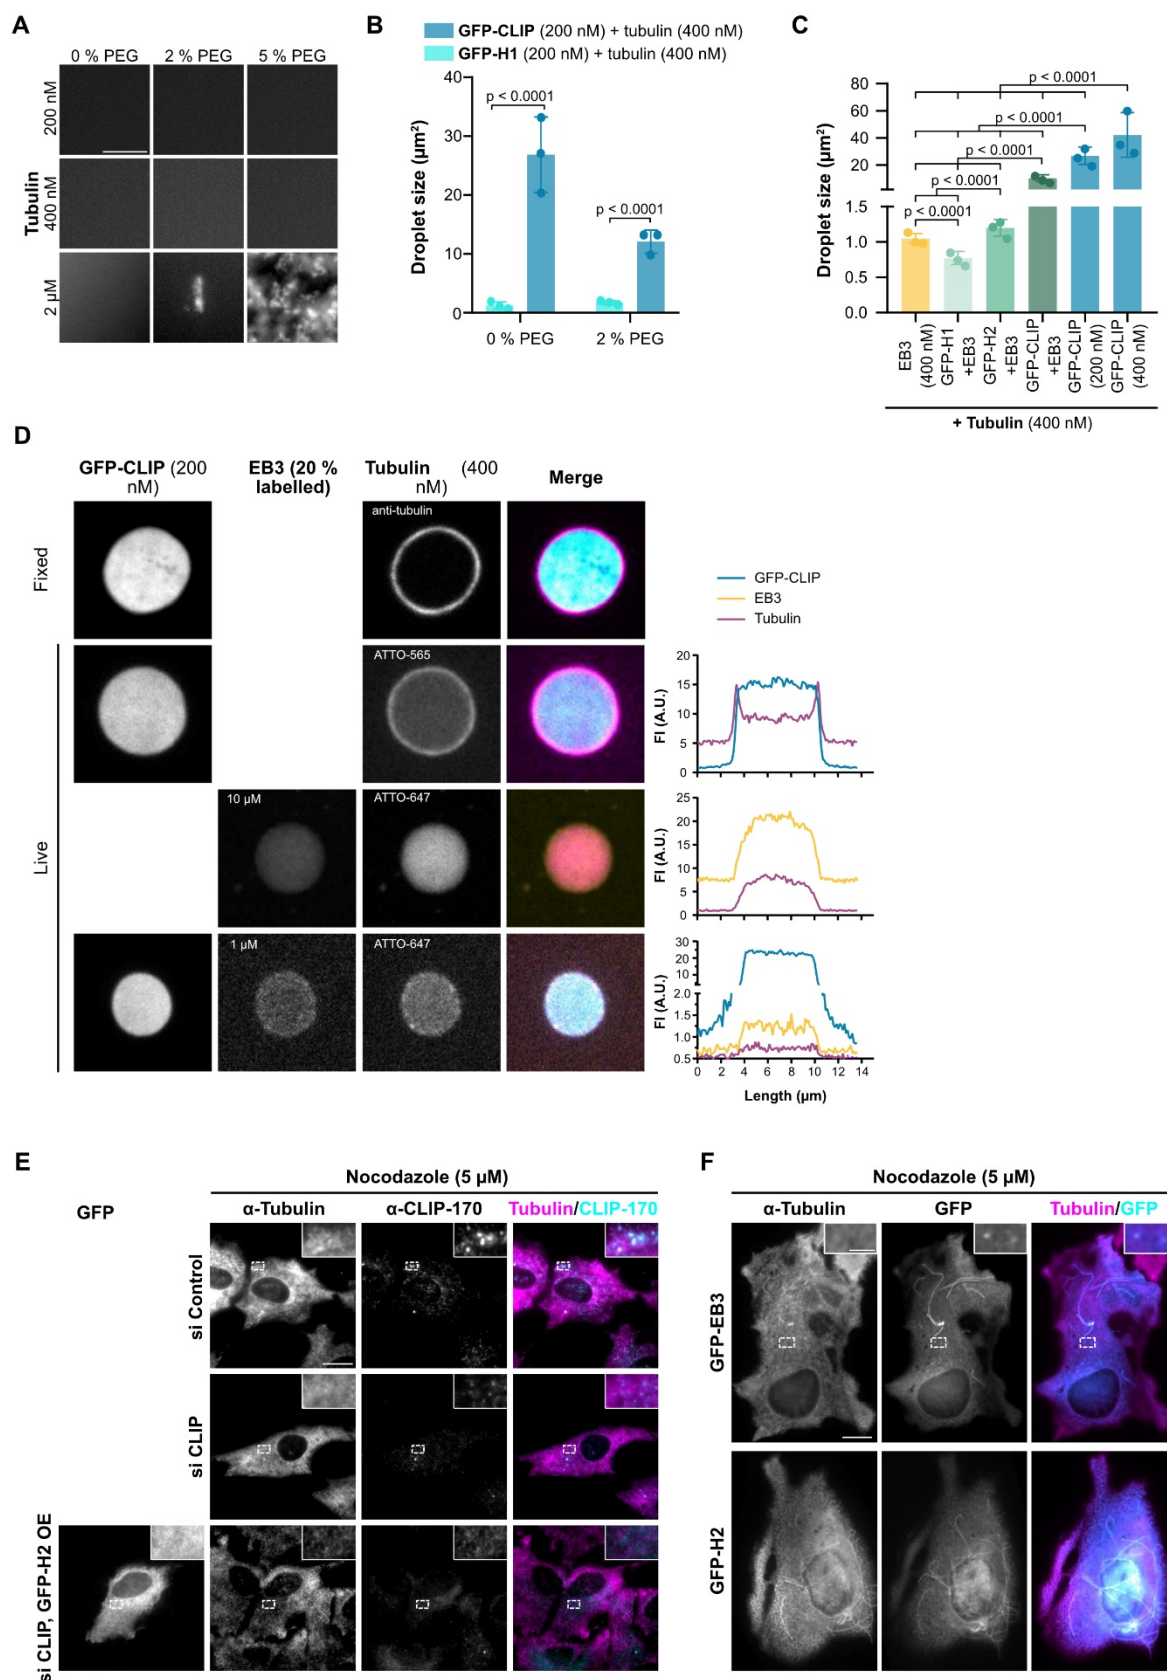 A
0 % PEG 2 % PEG 5 % PEG
Tubulin
200 nM
400 nM
2 µM
B
GFP-CLIP (200 nM) + tubulin (400 nM)
GFP-H1 (200 nM) + tubulin (400 nM)
Droplet size (µm²)
40
30
20
10
0
p < 0.0001
p < 0.0001
0 % PEG 2 % PEG
C
Droplet size (µm²)
80
60
40
20
1.5
1.0
0.5
0.0
p < 0.0001
p < 0.0001
p < 0.0001
p < 0.0001
p < 0.0001
EB3
(400 nM)
GFP-H1
+EB3
GFP-H2
+EB3
GFP-CLIP
+EB3
GFP-CLIP
(200 nM)
GFP-CLIP
(400 nM)
+ Tubulin (400 nM)
D
GFP-CLIP (200
nM)
EB3 (20 %
labelled)
Tubulin (400
nM)
Merge
Fixed
anti-tubulin
Live
ATTO-565
10 µM
ATTO-647
1 µM
ATTO-647
GFP-CLIP
EB3
Tubulin
FI (A.U.)
20
15
10
5
0
FI (A.U.)
25
20
15
10
5
0
FI (A.U.)
30
20
10
2.0
1.5
1.0
0.5
0 2 4 6 8 10 12 14
Length (µm)
E
Nocodazole (5 µM)
GFP
α-Tubulin α-CLIP-170 Tubulin/CLIP-170
si Control
si CLIP
si CLIP, GFP-H2 OE
F
Nocodazole (5 µM)
α-Tubulin GFP Tubulin/GFP
GFP-EB3
GFP-H2